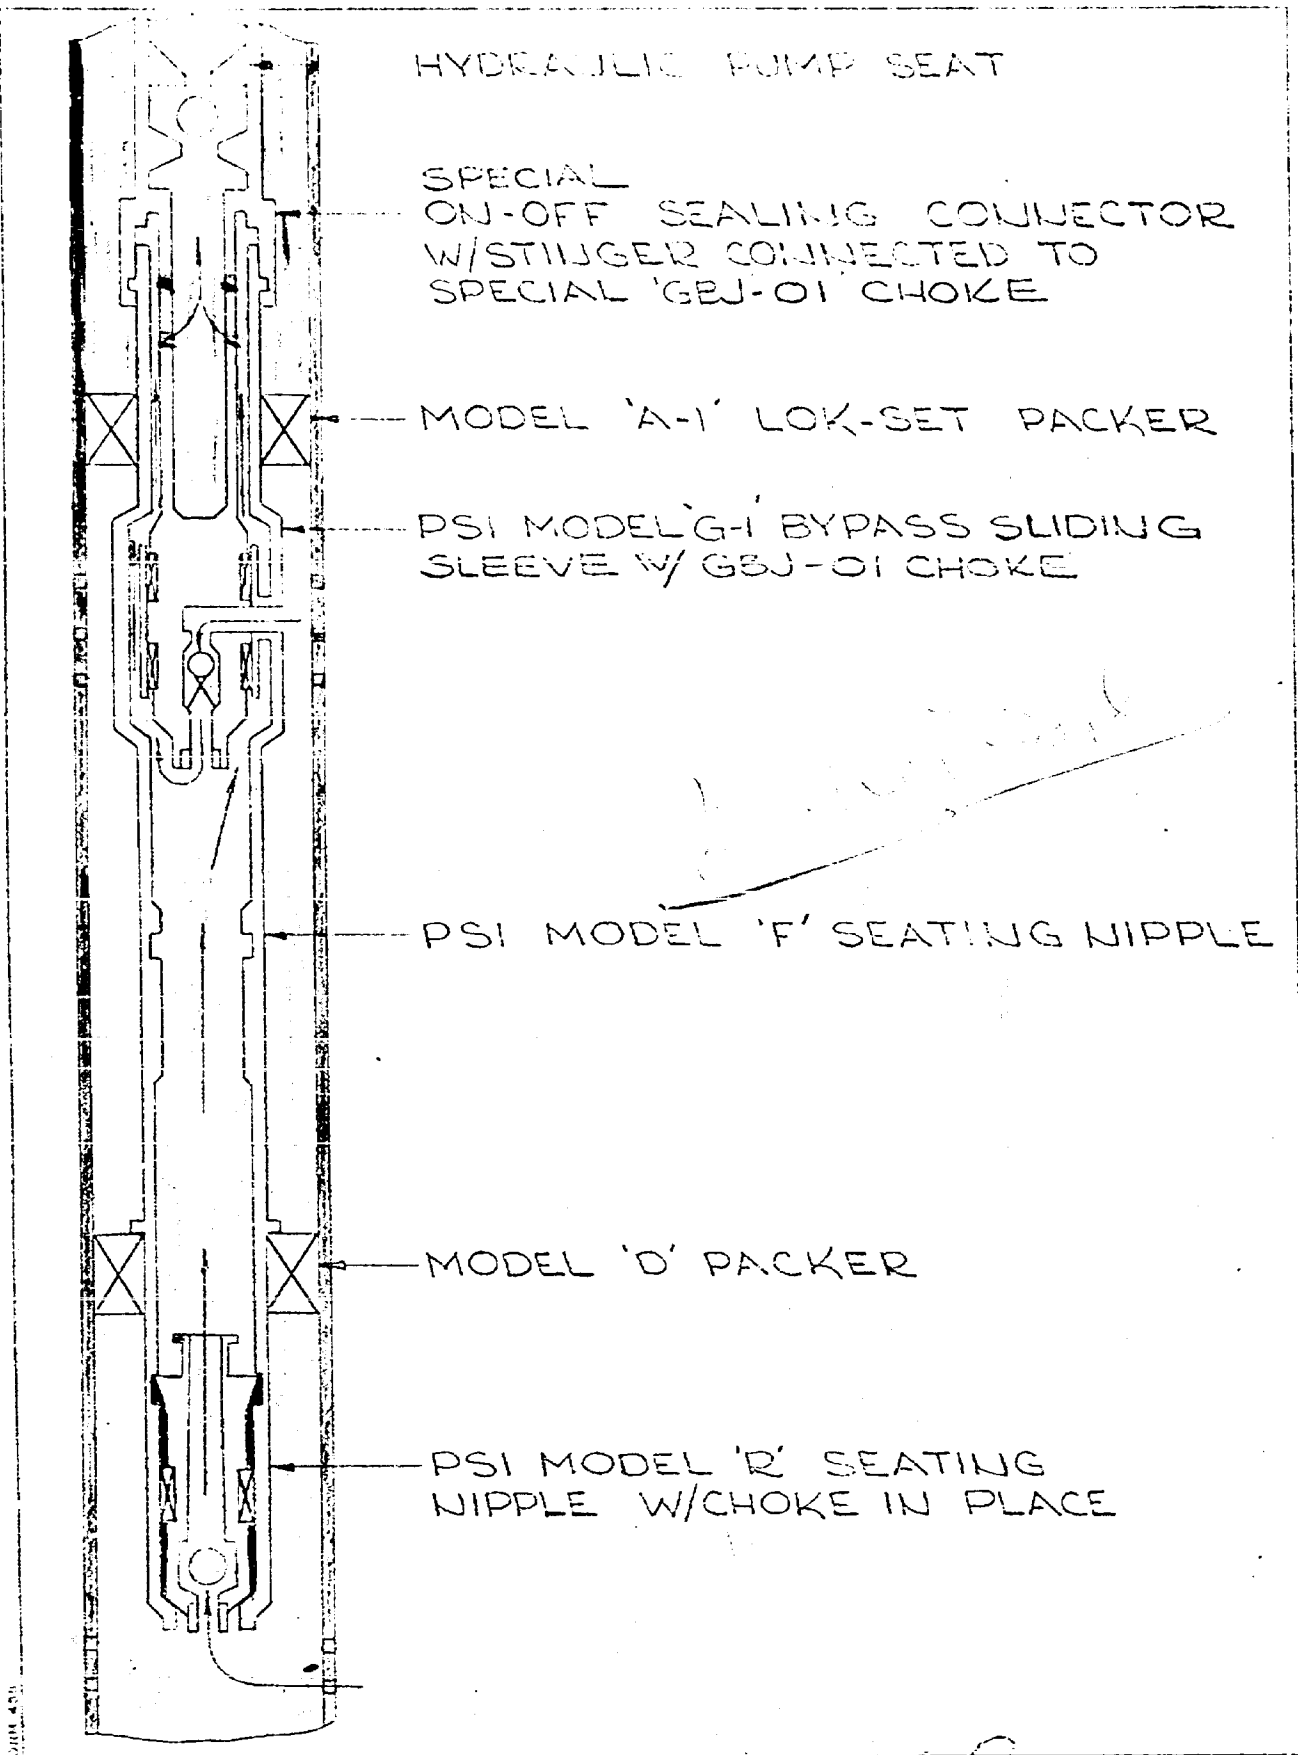 HYDRAULIC PUMP SEAT
SPECIAL
ON-OFF SEALING CONNECTOR
W/STINGER CONNECTED TO
SPECIAL 'GBJ-01' CHOKE
MODEL 'A-1' LOK-SET PACKER
PSI MODEL 'G-1' BYPASS SLIDING
SLEEVE W/ GBJ-01 CHOKE
PSI MODEL 'F' SEATING NIPPLE
MODEL 'D' PACKER
PSI MODEL 'R' SEATING
NIPPLE W/CHOKE IN PLACE